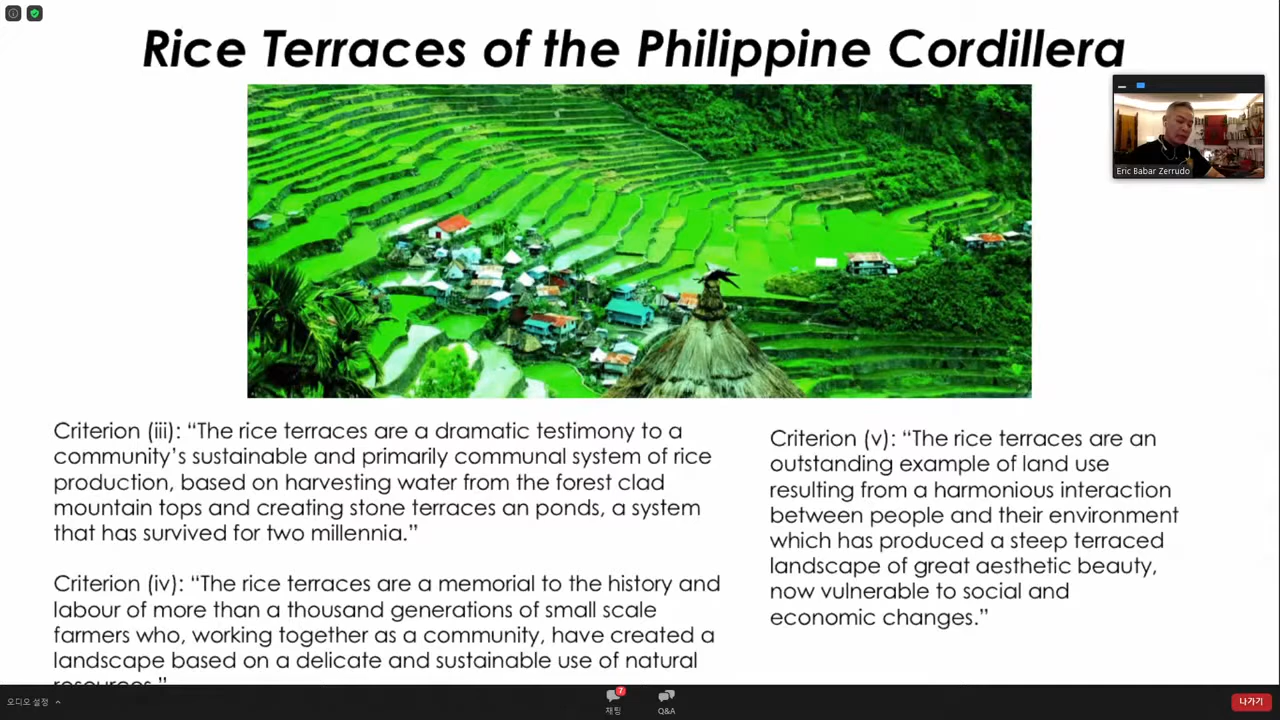 Rice Terraces of the Philippine Cordillera
Eric Babar Zerrudo
Criterion (iii): “The rice terraces are a dramatic testimony to a
community’s sustainable and primarily communal system of rice
production, based on harvesting water from the forest clad
mountain tops and creating stone terraces an ponds, a system
that has survived for two millennia.”
Criterion (iv): “The rice terraces are a memorial to the history and
labour of more than a thousand generations of small scale
farmers who, working together as a community, have created a
landscape based on a delicate and sustainable use of natural
resources.”
Criterion (v): “The rice terraces are an
outstanding example of land use
resulting from a harmonious interaction
between people and their environment
which has produced a steep terraced
landscape of great aesthetic beauty,
now vulnerable to social and
economic changes.”
오디오 설정
7
채팅
Q&A
나가기